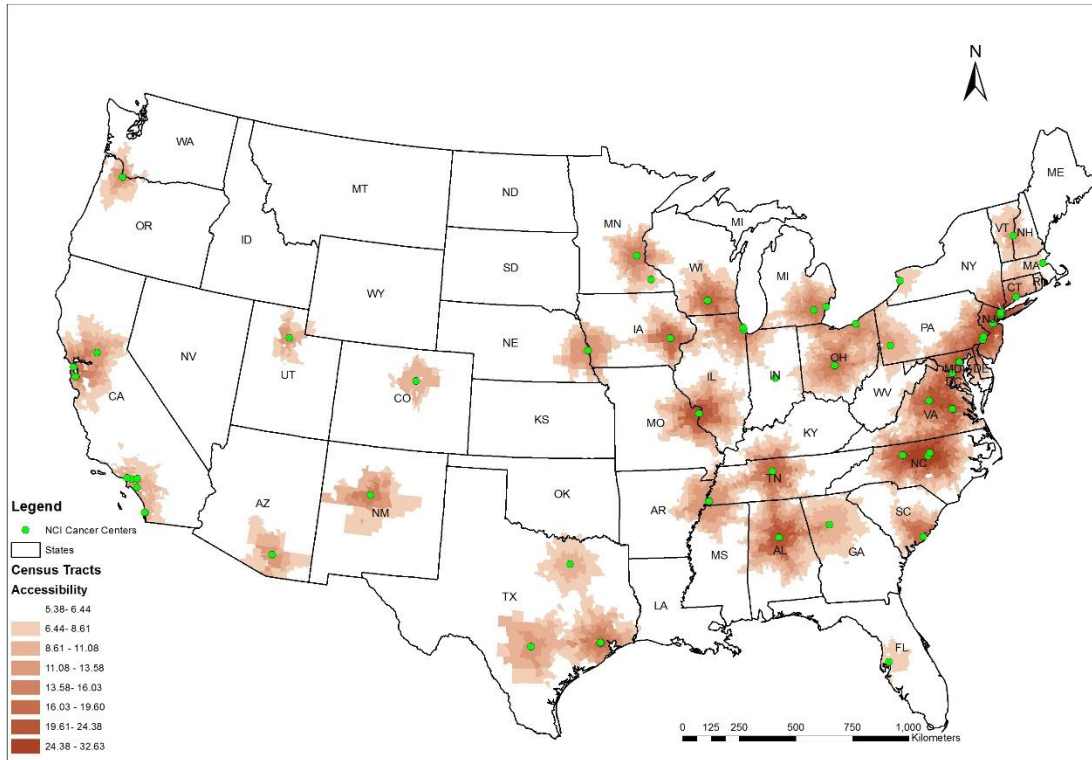 N
WA
MT
ND
ME
OR
MN
MI
VT
NH
ID
SD
WI
MI
NY
MA
WY
CT
IA
PA
NJ
NE
NV
OH
UT
IL
IN
MD
DE
CA
CO
WV
VA
KS
MO
KY
NC
TN
OK
AZ
NM
AR
SC
MS
AL
GA
TX
LA
FL
Legend
NCI Cancer Centers
States
Census Tracts
Accessibility
5.38- 6.44
6.44- 8.61
8.61 - 11.08
11.08 - 13.58
13.58- 16.03
16.03 - 19.60
19.61- 24.38
24.38 - 32.63
0 125 250 500 750 1,000
Kilometers